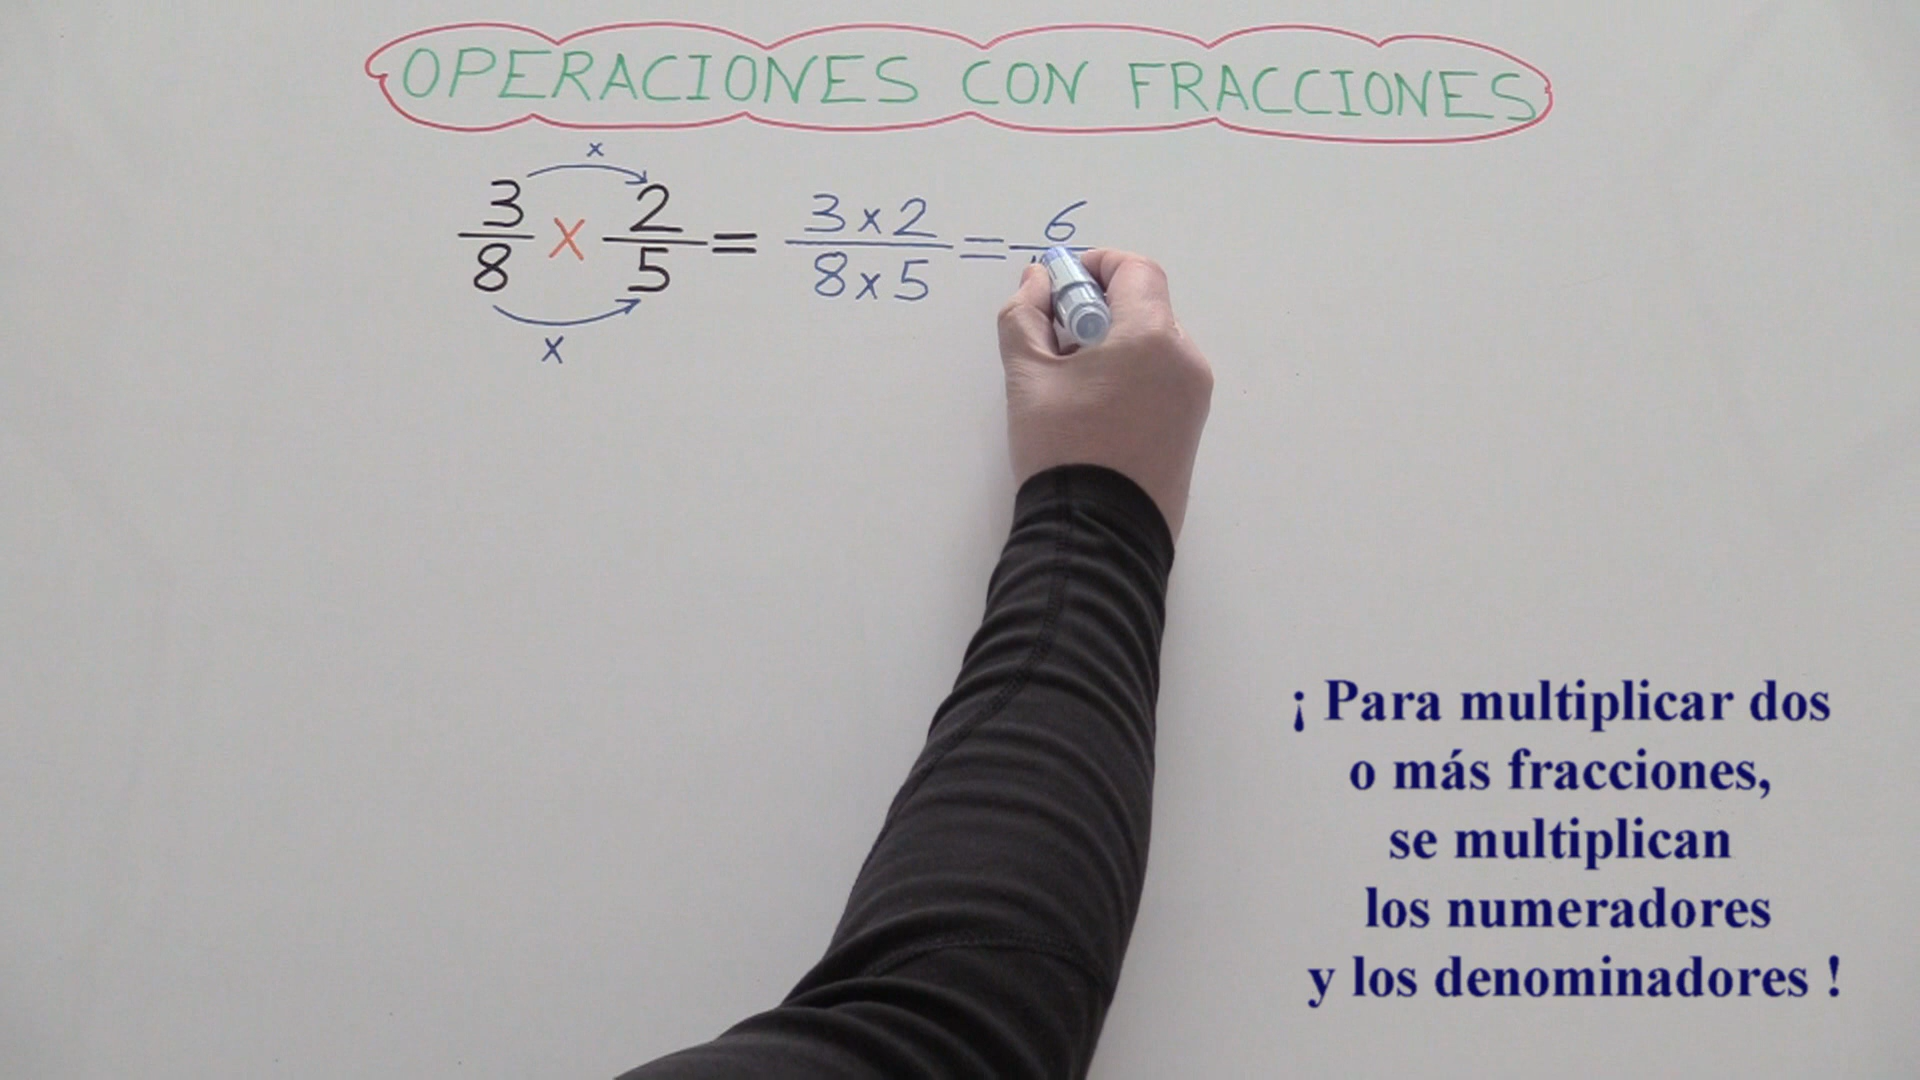 OPERACIONES CON FRACCIONES
x
3/8 x 2/5 = 3x2/8x5 = 6/
x
¡ Para multiplicar dos
o más fracciones,
se multiplican
los numeradores
y los denominadores !